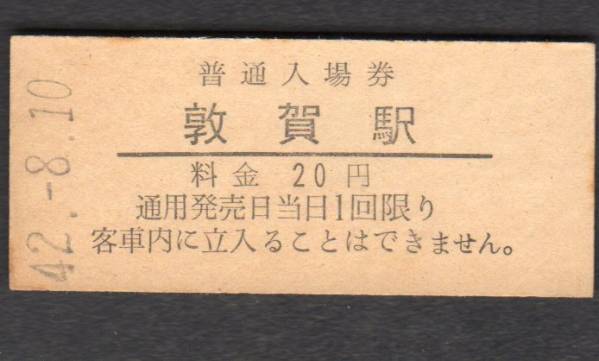 42.-8.10
普通入場券
敦賀駅
料金 20円
通用発売日当日1回限り
客車内に立入ることはできません。